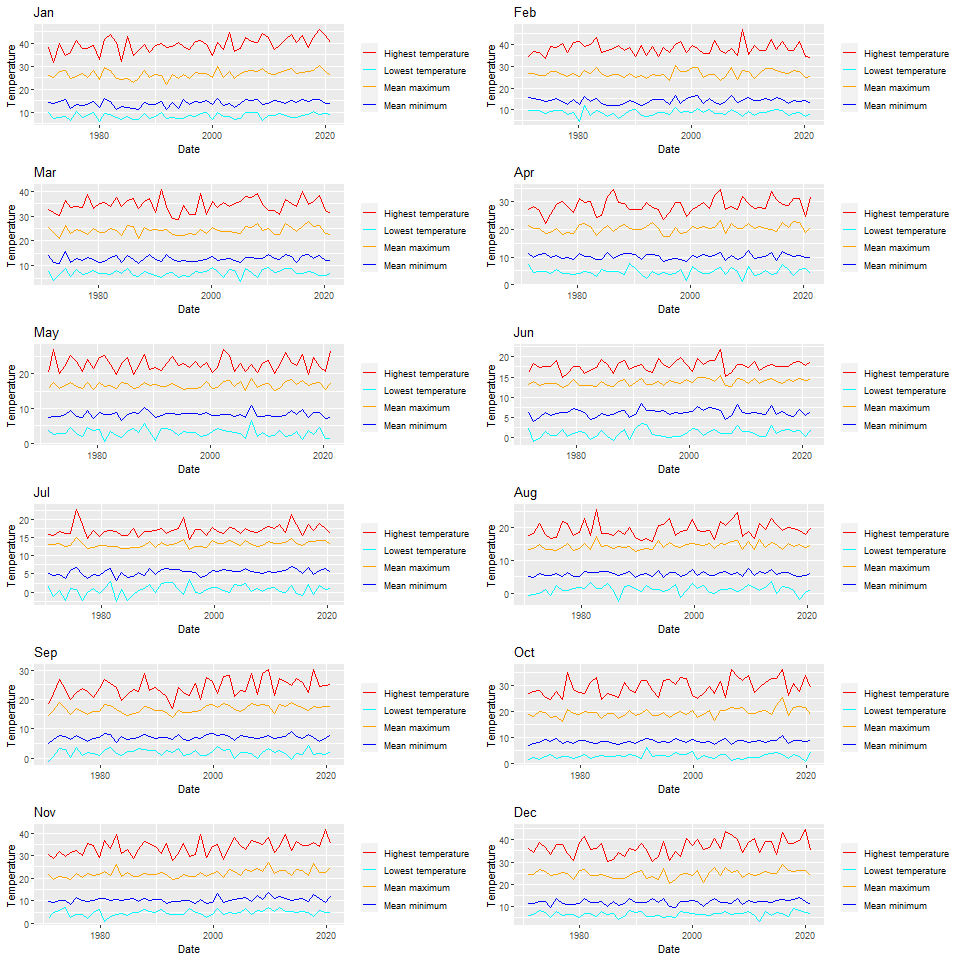 Jan
Temperature
40
30
20
10
1980
2000
2020
Date
Highest temperature
Lowest temperature
Mean maximum
Mean minimum
Feb
Temperature
40
30
20
10
1980
2000
2020
Date
Highest temperature
Lowest temperature
Mean maximum
Mean minimum
Mar
Temperature
40
30
20
10
1980
2000
2020
Date
Highest temperature
Lowest temperature
Mean maximum
Mean minimum
Apr
Temperature
30
20
10
0
1980
2000
2020
Date
Highest temperature
Lowest temperature
Mean maximum
Mean minimum
May
Temperature
20
10
0
1980
2000
2020
Date
Highest temperature
Lowest temperature
Mean maximum
Mean minimum
Jun
Temperature
20
15
10
5
0
1980
2000
2020
Date
Highest temperature
Lowest temperature
Mean maximum
Mean minimum
Jul
Temperature
20
15
10
5
0
1980
2000
2020
Date
Highest temperature
Lowest temperature
Mean maximum
Mean minimum
Aug
Temperature
20
10
0
1980
2000
2020
Date
Highest temperature
Lowest temperature
Mean maximum
Mean minimum
Sep
Temperature
30
20
10
0
1980
2000
2020
Date
Highest temperature
Lowest temperature
Mean maximum
Mean minimum
Oct
Temperature
30
20
10
0
1980
2000
2020
Date
Highest temperature
Lowest temperature
Mean maximum
Mean minimum
Nov
Temperature
40
30
20
10
0
1980
2000
2020
Date
Highest temperature
Lowest temperature
Mean maximum
Mean minimum
Dec
Temperature
40
30
20
10
1980
2000
2020
Date
Highest temperature
Lowest temperature
Mean maximum
Mean minimum